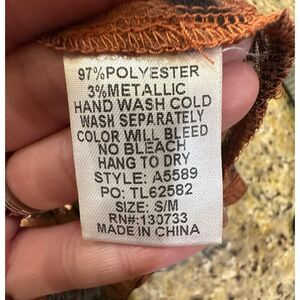 97%POLYESTER
3%METALLIC
HAND WASH COLD
WASH SEPARATELY
COLOR WILL BLEED
NO BLEACH
HANG TO DRY
STYLE: A5589
PO: TL62582
SIZE: S/M
RN#:130733
MADE IN CHINA